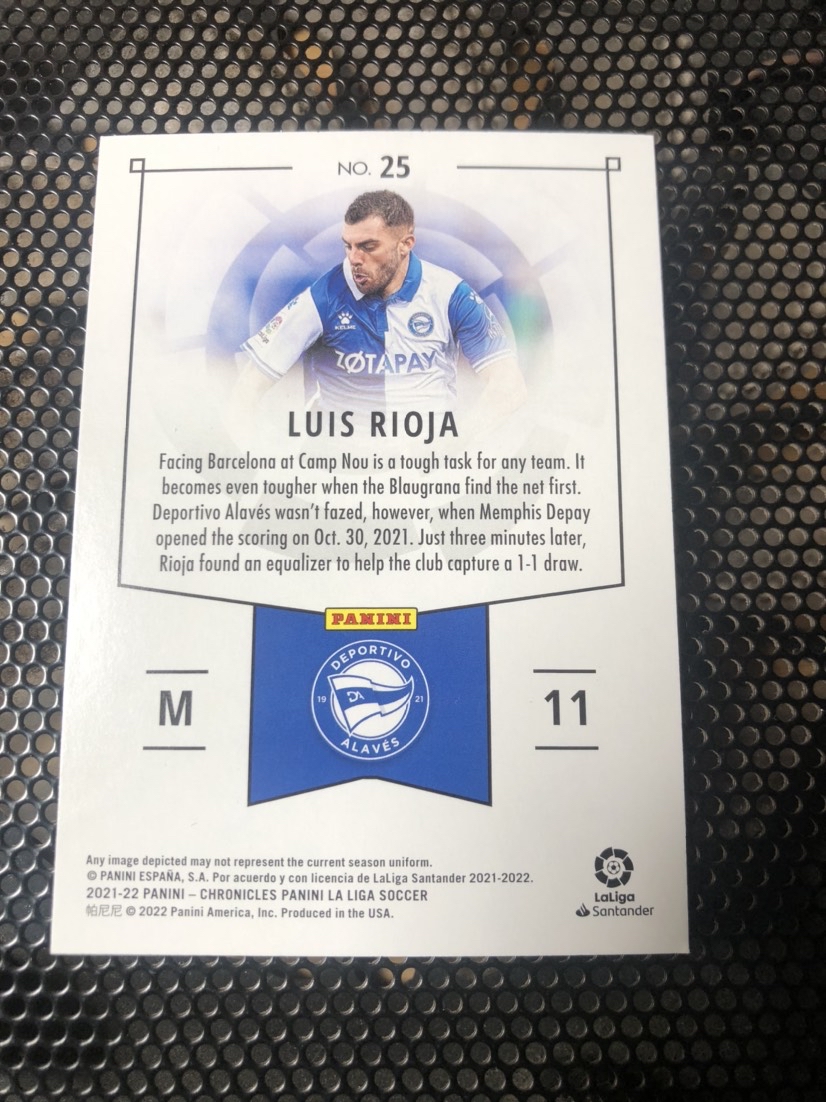 NO. 25
KELME
ZØTAPAY
LUIS RIOJA
Facing Barcelona at Camp Nou is a tough task for any team. It
becomes even tougher when the Blaugrana find the net first.
Deportivo Alavés wasn't fazed, however, when Memphis Depay
opened the scoring on Oct. 30, 2021. Just three minutes later,
Rioja found an equalizer to help the club capture a 1-1 draw.
PANINI
DEPORTIVO
19 DA 21
ALAVÉS
M
11
Any image depicted may not represent the current season uniform.
© PANINI ESPAÑA, S.A. Por acuerdo y con licencia de LaLiga Santander 2021-2022.
2021-22 PANINI – CHRONICLES PANINI LA LIGA SOCCER
帕尼尼 © 2022 Panini America, Inc. Produced in the USA.
LaLiga
Santander